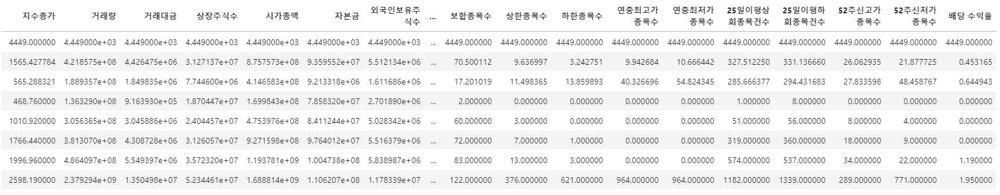 지수종가 거래량 거래대금 상장주식수 시가총액 자본금 외국인보유주식수 ... 보합종목수 상한종목수 하한종목수 연중최고가종목수 연중최저가종목수 25일이평상회종목건수 25일이평하회종목건수 52주신고가종목수 52주신저가종목수 배당 수익율
4449.000000 4.449000e+03 4.449000e+03 4.449000e+03 4.449000e+03 4.449000e+03 4.449000e+03 ... 4449.000000 4449.000000 4449.000000 4449.000000 4449.000000 4449.000000 4449.000000 4449.000000 4449.000000 4449.000000
1565.427784 4.218575e+08 4.426475e+06 3.127137e+07 8.757573e+08 9.359552e+07 5.512134e+06 ... 70.500112 9.636997 3.242751 9.942684 10.666442 327.512250 331.136660 26.062935 21.877725 0.453165
565.288321 1.889357e+08 1.849835e+06 7.744600e+06 4.146583e+08 9.213318e+06 1.611686e+06 ... 17.201019 11.498365 13.859893 40.326696 54.824345 285.666377 294.431683 27.833598 48.458767 0.644943
468.760000 1.363290e+08 9.163930e+05 1.870447e+07 1.699843e+08 7.858320e+07 2.701890e+06 ... 2.000000 0.000000 0.000000 0.000000 0.000000 1.000000 8.000000 0.000000 0.000000 0.000000
1010.920000 3.056365e+08 3.045886e+06 2.404457e+07 4.753976e+08 8.411244e+07 5.028342e+06 ... 60.000000 3.000000 0.000000 0.000000 0.000000 51.000000 56.000000 8.000000 4.000000 0.000000
1766.440000 3.813070e+08 4.308728e+06 3.126057e+07 9.271598e+08 9.764012e+07 5.516379e+06 ... 72.000000 7.000000 1.000000 0.000000 0.000000 319.000000 360.000000 18.000000 9.000000 0.000000
1996.960000 4.864097e+08 5.549397e+06 3.572320e+07 1.193781e+09 1.004738e+08 5.838987e+06 ... 83.000000 13.000000 3.000000 0.000000 0.000000 574.000000 537.000000 34.000000 22.000000 1.190000
2598.190000 2.379294e+09 1.350498e+07 5.234461e+07 1.688814e+09 1.106207e+08 1.178339e+07 ... 122.000000 376.000000 621.000000 964.000000 964.000000 1182.000000 1339.000000 289.000000 771.000000 1.950000